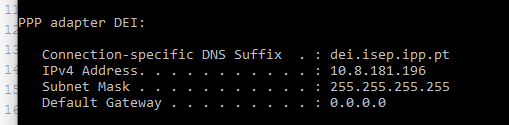 PPP adapter DEI:
Connection-specific DNS Suffix  . : dei.isep.ipp.pt
IPv4 Address. . . . . . . . . . . : 10.8.181.196
Subnet Mask . . . . . . . . . . . : 255.255.255.255
Default Gateway . . . . . . . . . : 0.0.0.0